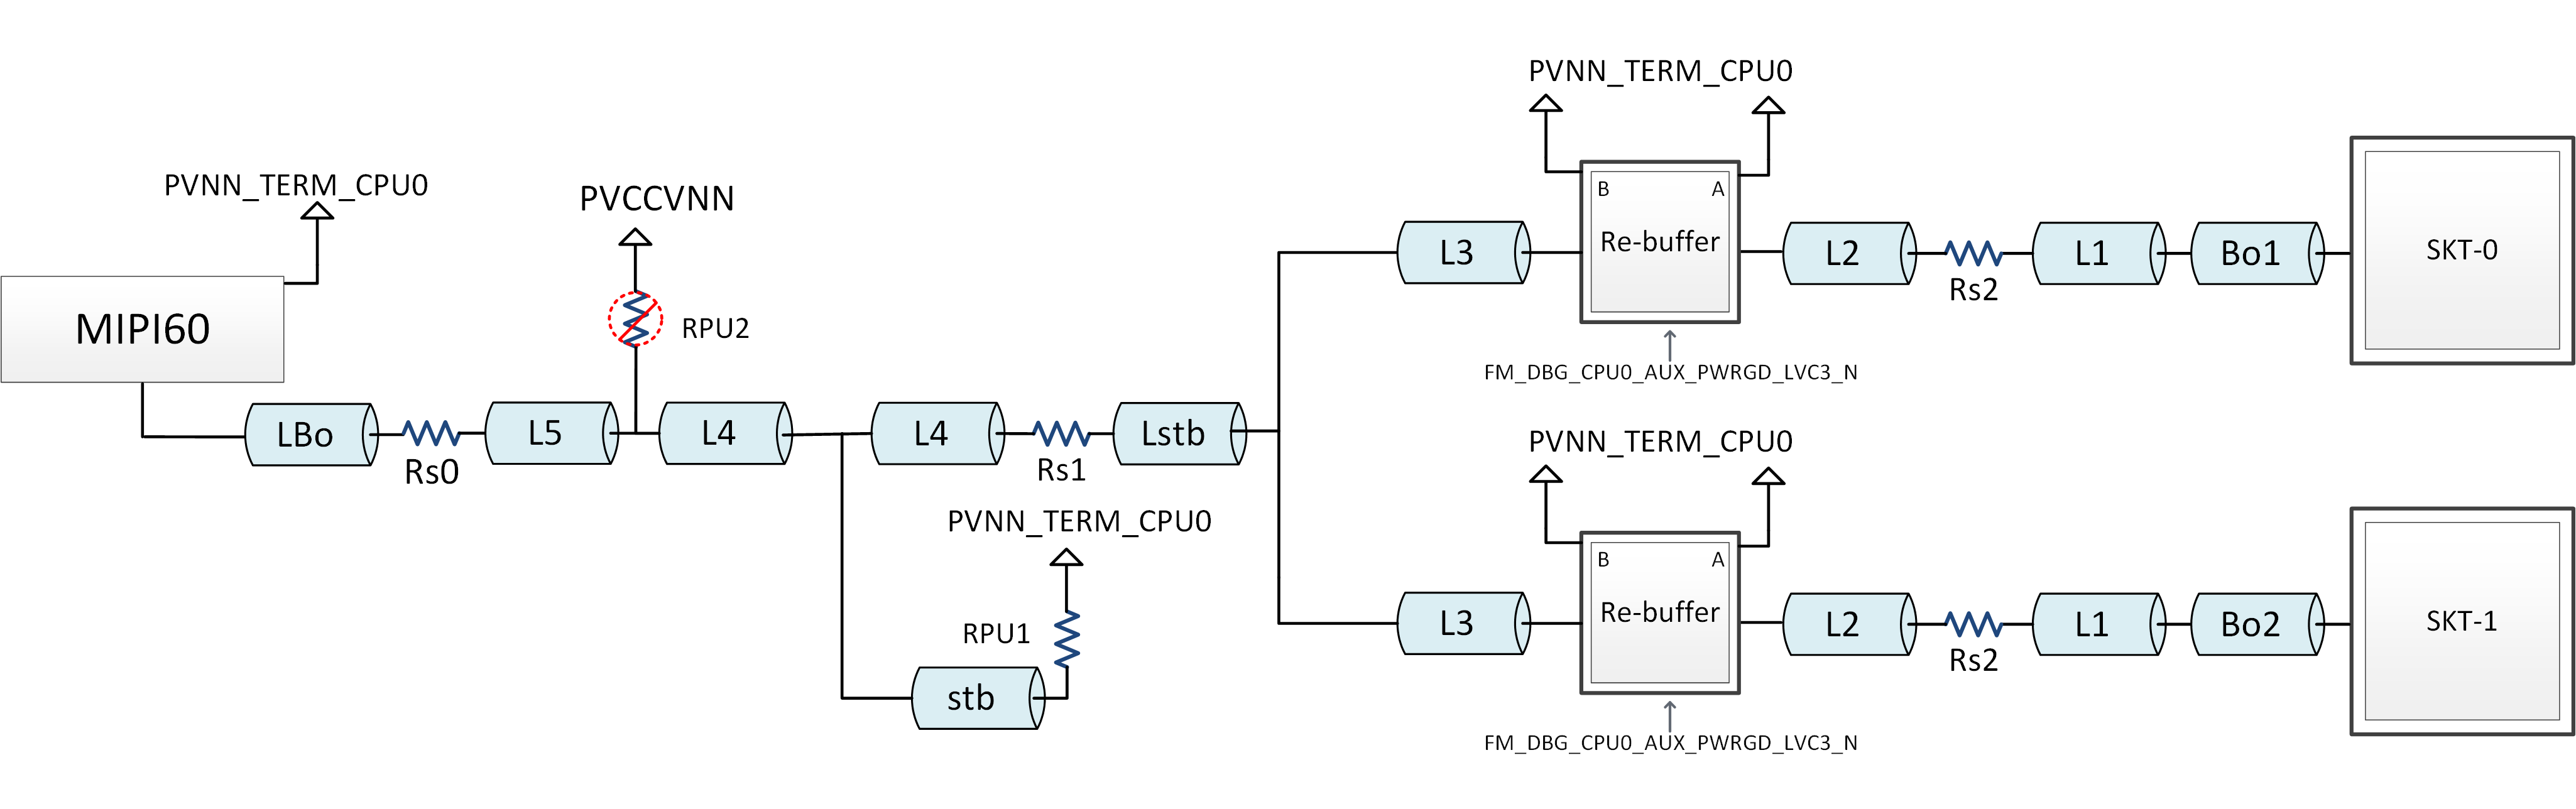 PVNN_TERM_CPU0
MIPI60
LBo
Rs0
L5
PVCCVNN
RPU2
L4
L4
Rs1
Lstb
PVNN_TERM_CPU0
RPU1
stb
PVNN_TERM_CPU0
B A
Re-buffer
FM_DBG_CPU0_AUX_PWRGD_LVC3_N
L3
L2
Rs2
L1
Bo1
SKT-0
PVNN_TERM_CPU0
B A
Re-buffer
FM_DBG_CPU0_AUX_PWRGD_LVC3_N
L3
L2
Rs2
L1
Bo2
SKT-1